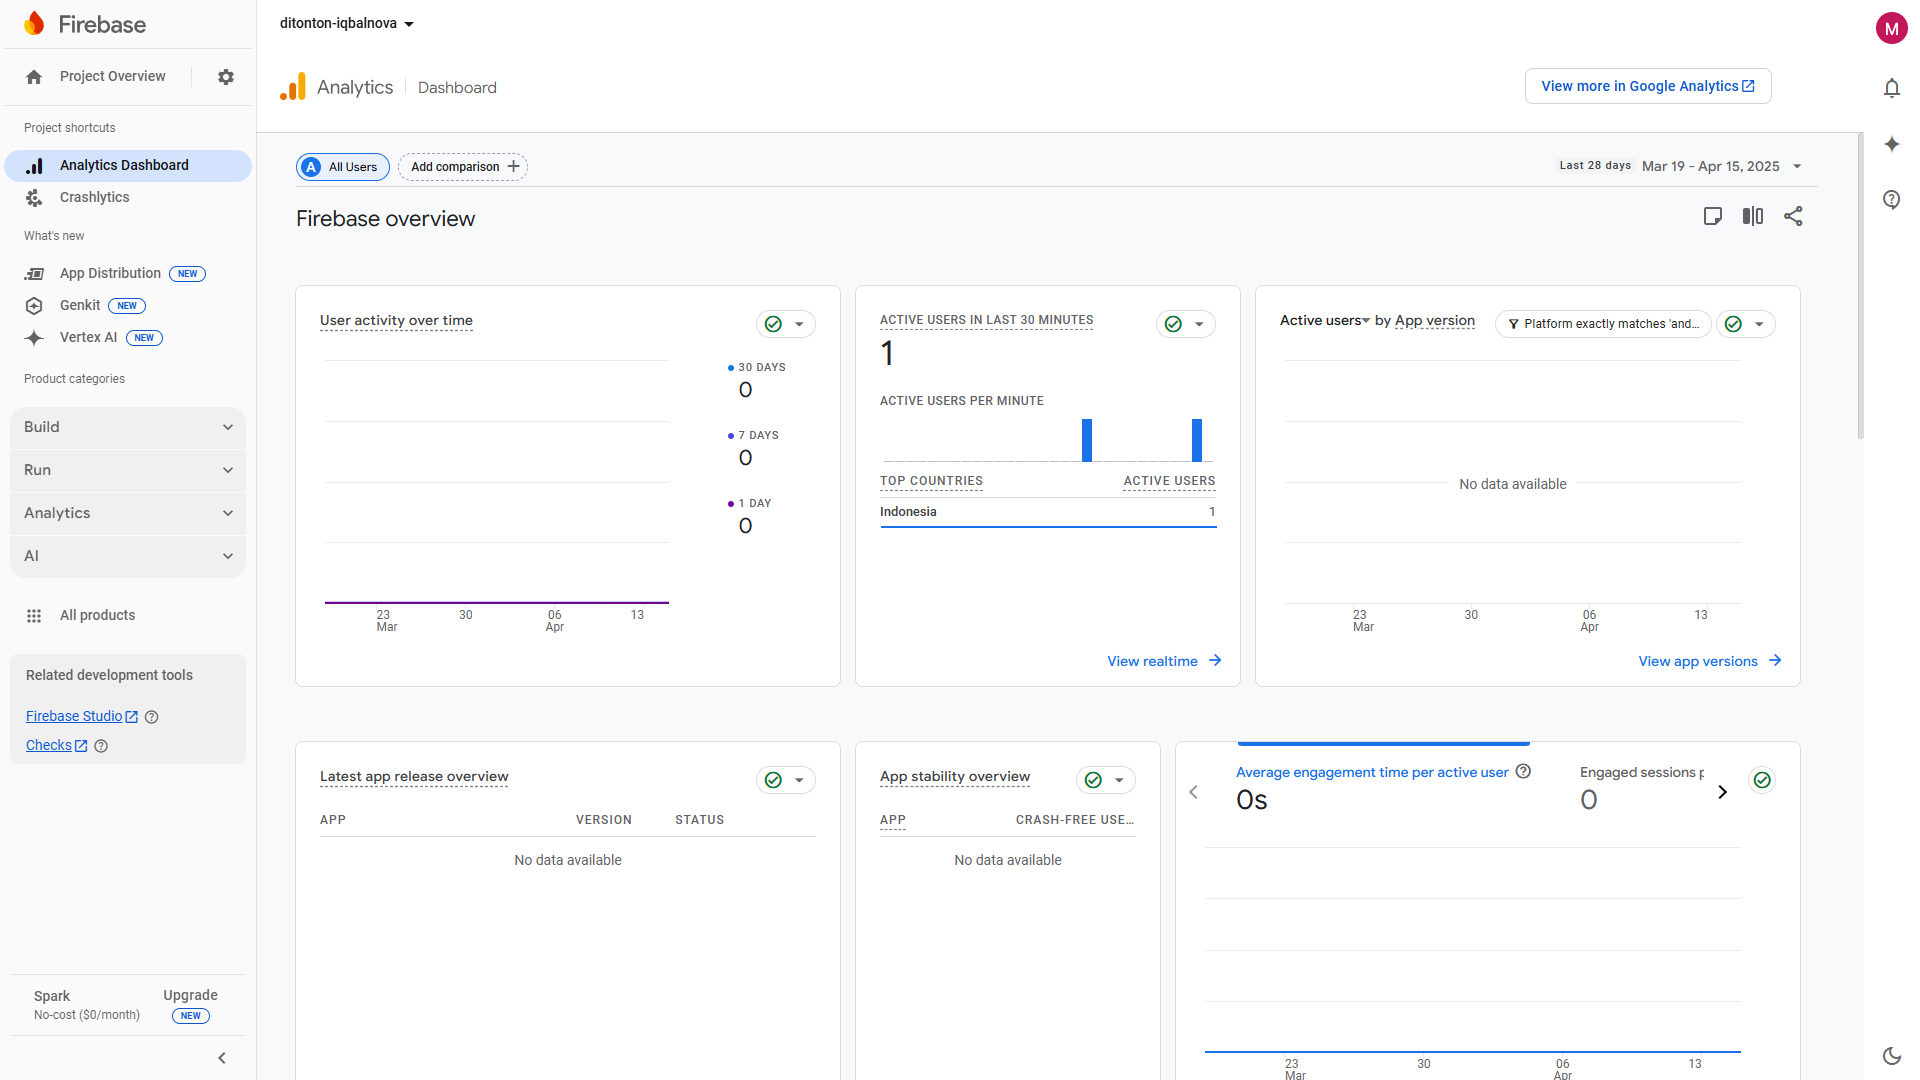 Firebase
Project Overview
Project shortcuts
Analytics Dashboard
Crashlytics
What's new
App Distribution NEW
Genkit NEW
Vertex AI NEW
Product categories
Build
Run
Analytics
AI
All products
Related development tools
Firebase Studio
Checks
Spark
No-cost ($0/month)
Upgrade
NEW
ditonton-iqbalnova
Analytics
Dashboard
View more in Google Analytics
M
A All Users
Add comparison
Last 28 days Mar 19 - Apr 15, 2025
Firebase overview
User activity over time
30 DAYS
0
7 DAYS
0
1 DAY
0
23 30 06 13
Mar Apr
ACTIVE USERS IN LAST 30 MINUTES
1
ACTIVE USERS PER MINUTE
TOP COUNTRIES ACTIVE USERS
Indonesia 1
View realtime
Active users by App version
Platform exactly matches 'and...
No data available
23 30 06 13
Mar Apr
View app versions
Latest app release overview
APP VERSION STATUS
No data available
App stability overview
APP CRASH-FREE USE...
No data available
Average engagement time per active user
0s
Engaged sessions p
0
23 30 06 13
Mar Apr